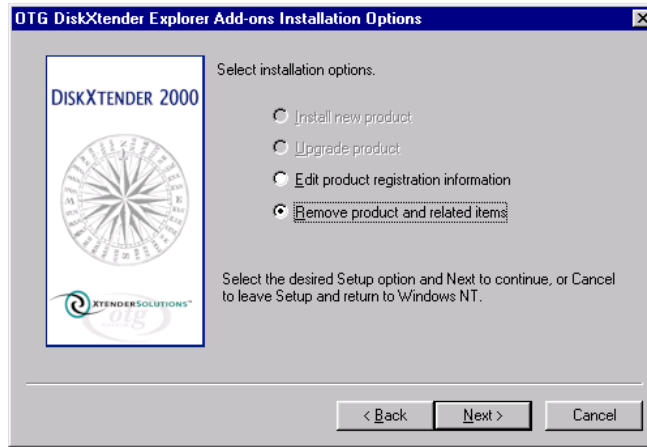 OTG DiskXtender Explorer Add-ons Installation Options
Select installation options.
DISKXTENDER 2000
Install new product
Upgrade product
Edit product registration information
Remove product and related items
Select the desired Setup option and Next to continue, or Cancel
to leave Setup and return to Windows NT.
XTENDERSOLUTIONS™
otg
< Back
Next >
Cancel